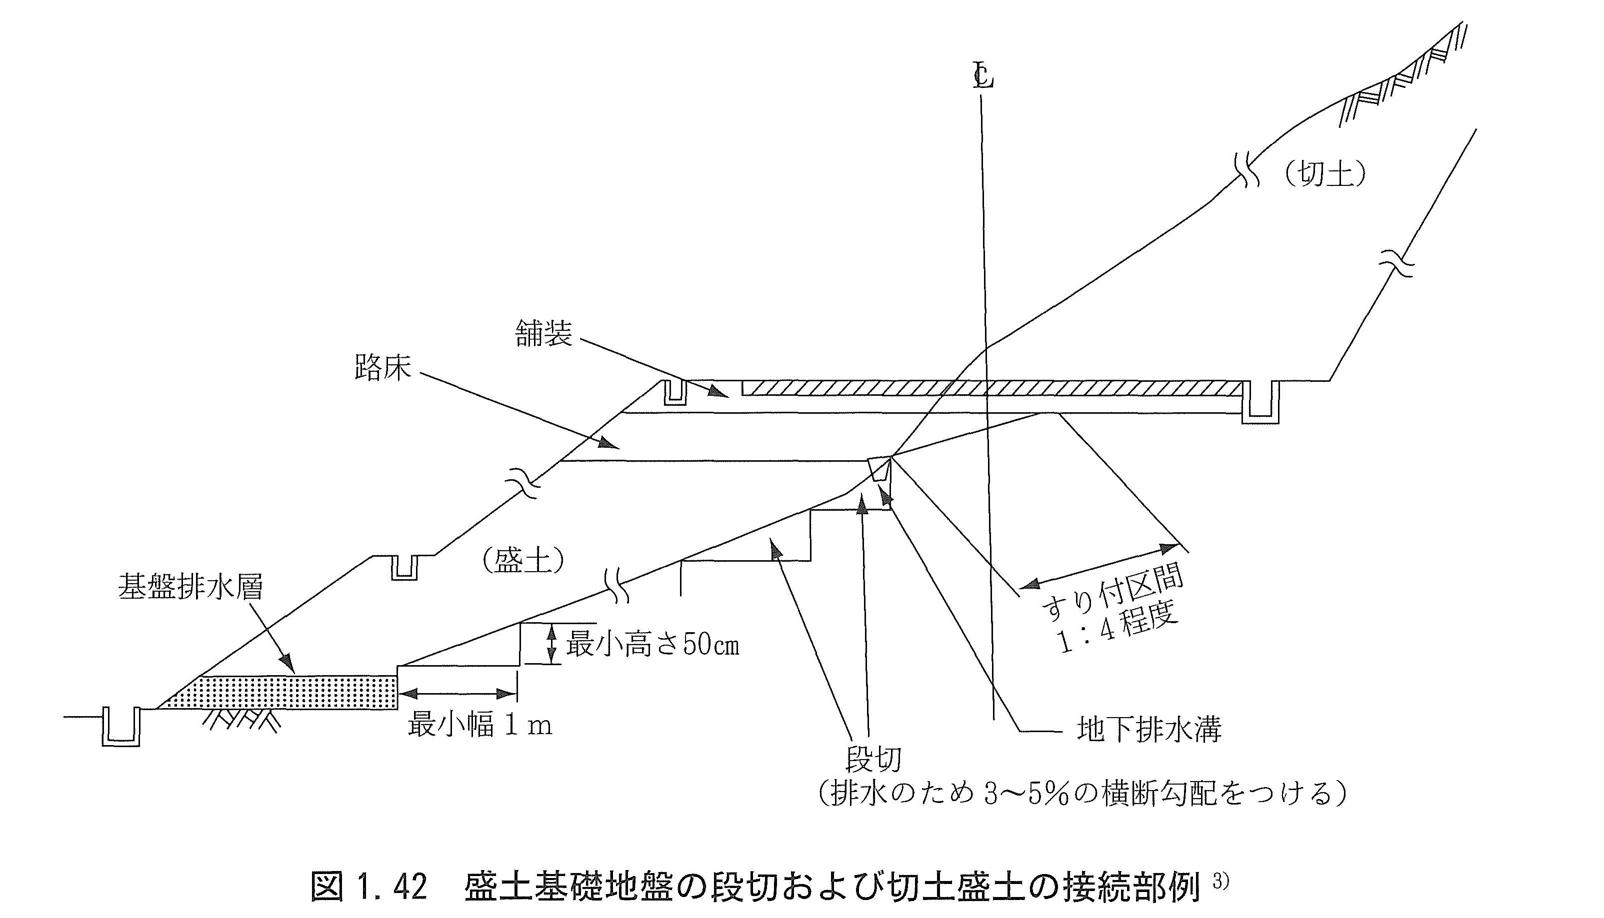 ℄
(切土)
舗装
路床
(盛土)
基盤排水層
すり付区間
1:4程度
最小高さ50cm
最小幅1m
地下排水溝
段切
(排水のため3～5%の横断勾配をつける)
図1.42 盛土基礎地盤の段切および切土盛土の接続部例 3)